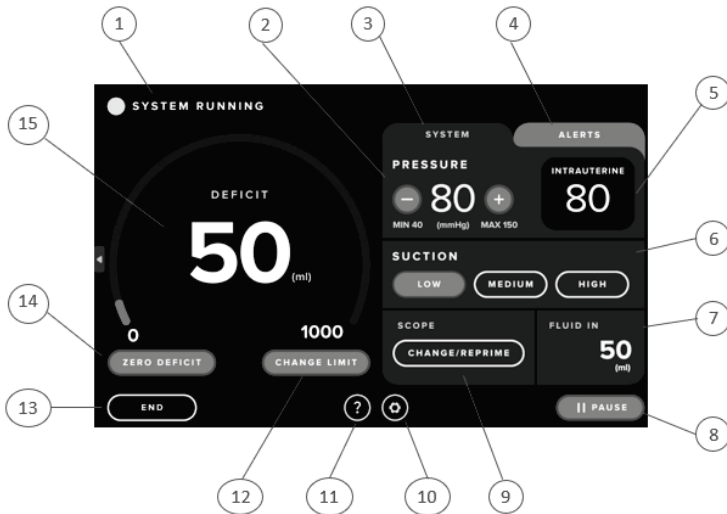 1
2
3
4
5
6
7
8
9
10
11
12
13
14
15
SYSTEM RUNNING
DEFICIT
50
(ml)
0
1000
ZERO DEFICIT
CHANGE LIMIT
END
?
SYSTEM
ALERTS
PRESSURE
80
MIN 40 (mmHg) MAX 150
INTRAUTERINE
80
SUCTION
LOW MEDIUM HIGH
SCOPE
CHANGE/REPRIME
FLUID IN
50
(ml)
PAUSE